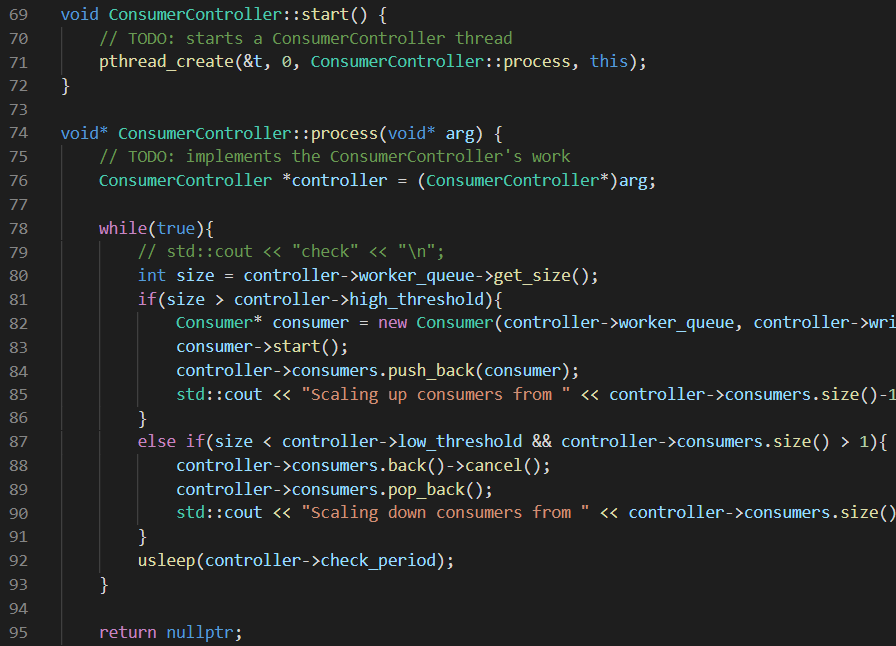 69 void ConsumerController::start() {
70 // TODO: starts a ConsumerController thread
71 pthread_create(&t, 0, ConsumerController::process, this);
72 }
73
74 void* ConsumerController::process(void* arg) {
75 // TODO: implements the ConsumerController's work
76 ConsumerController *controller = (ConsumerController*)arg;
77
78 while(true){
79 // std::cout << "check" << "\n";
80 int size = controller->worker_queue->get_size();
81 if(size > controller->high_threshold){
82 Consumer* consumer = new Consumer(controller->worker_queue, controller->wri
83 consumer->start();
84 controller->consumers.push_back(consumer);
85 std::cout << "Scaling up consumers from " << controller->consumers.size()-1
86 }
87 else if(size < controller->low_threshold && controller->consumers.size() > 1){
88 controller->consumers.back()->cancel();
89 controller->consumers.pop_back();
90 std::cout << "Scaling down consumers from " << controller->consumers.size()
91 }
92 usleep(controller->check_period);
93 }
94
95 return nullptr;